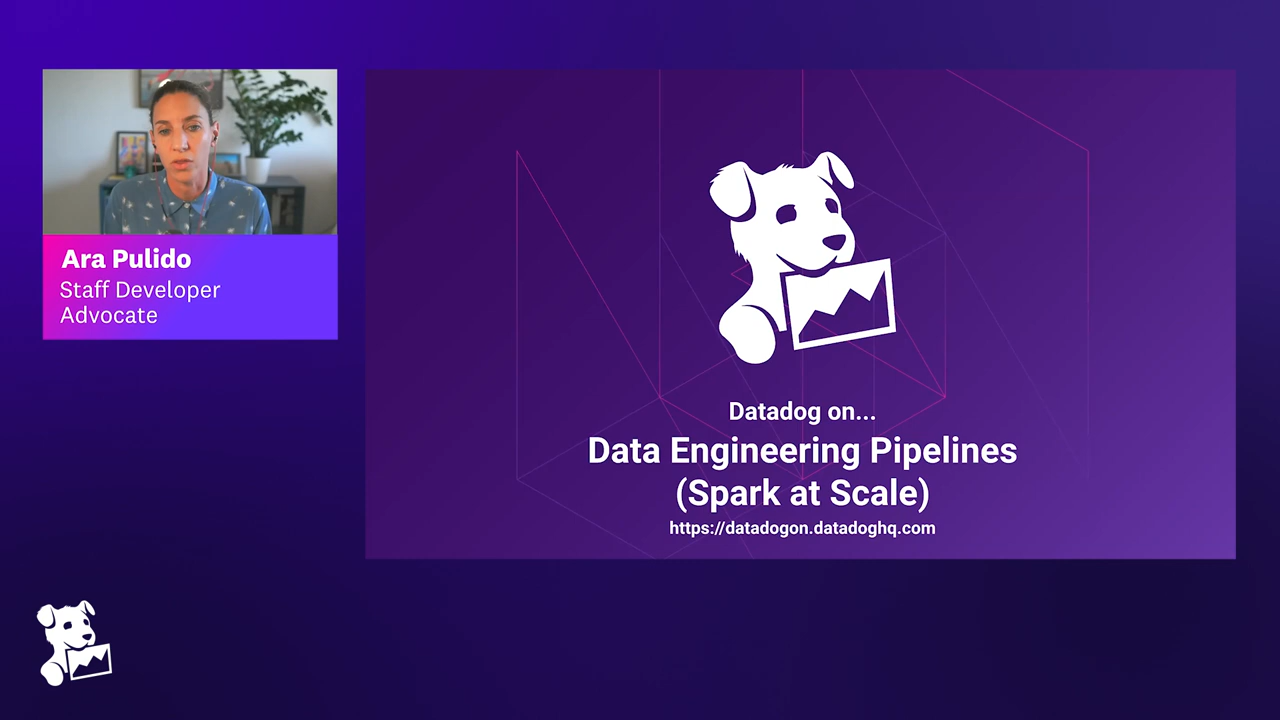 Ara Pulido
Staff Developer
Advocate
Datadog on...
Data Engineering Pipelines
(Spark at Scale)
https://datadogon.datadoghq.com